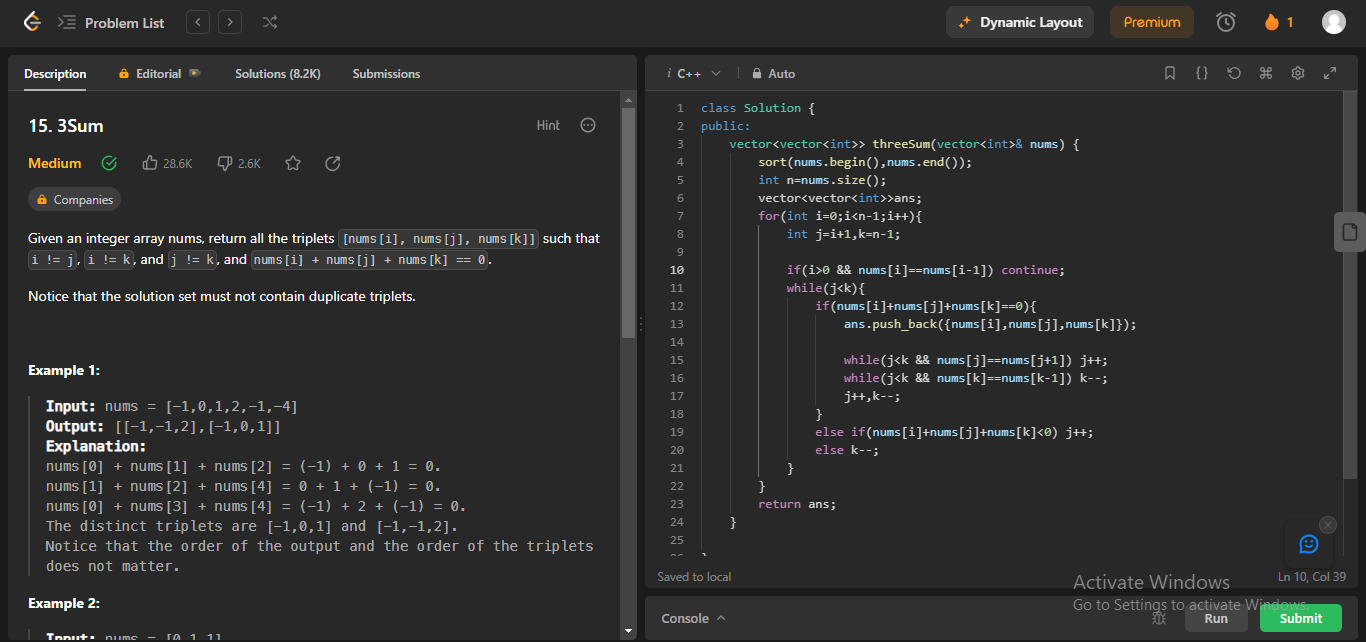 Problem List
Dynamic Layout
Premium
1
Description
Editorial
Solutions (8.2K)
Submissions
15. 3Sum
Hint
Medium
28.6K
2.6K
Companies
Given an integer array nums, return all the triplets [nums[i], nums[j], nums[k]] such that
i != j, i != k, and j != k, and nums[i] + nums[j] + nums[k] == 0.
Notice that the solution set must not contain duplicate triplets.
Example 1:
Input: nums = [-1,0,1,2,-1,-4]
Output: [[-1,-1,2],[-1,0,1]]
Explanation:
nums[0] + nums[1] + nums[2] = (-1) + 0 + 1 = 0.
nums[1] + nums[2] + nums[4] = 0 + 1 + (-1) = 0.
nums[0] + nums[3] + nums[4] = (-1) + 2 + (-1) = 0.
The distinct triplets are [-1,0,1] and [-1,-1,2].
Notice that the order of the output and the order of the triplets
does not matter.
Example 2:
Input: nums = [0,1,1]
i C++
Auto
1 class Solution {
2 public:
3     vector<vector<int>> threeSum(vector<int>& nums) {
4         sort(nums.begin(),nums.end());
5         int n=nums.size();
6         vector<vector<int>>ans;
7         for(int i=0;i<n-1;i++){
8             int j=i+1,k=n-1;
9
10             if(i>0 && nums[i]==nums[i-1]) continue;
11             while(j<k){
12                 if(nums[i]+nums[j]+nums[k]==0){
13                     ans.push_back({nums[i],nums[j],nums[k]});
14
15                     while(j<k && nums[j]==nums[j+1]) j++;
16                     while(j<k && nums[k]==nums[k-1]) k--;
17                     j++,k--;
18                 }
19                 else if(nums[i]+nums[j]+nums[k]<0) j++;
20                 else k--;
21             }
22         }
23         return ans;
24     }
25
Saved to local
Ln 10, Col 39
Activate Windows
Go to Settings to activate Windows.
Console
Run
Submit